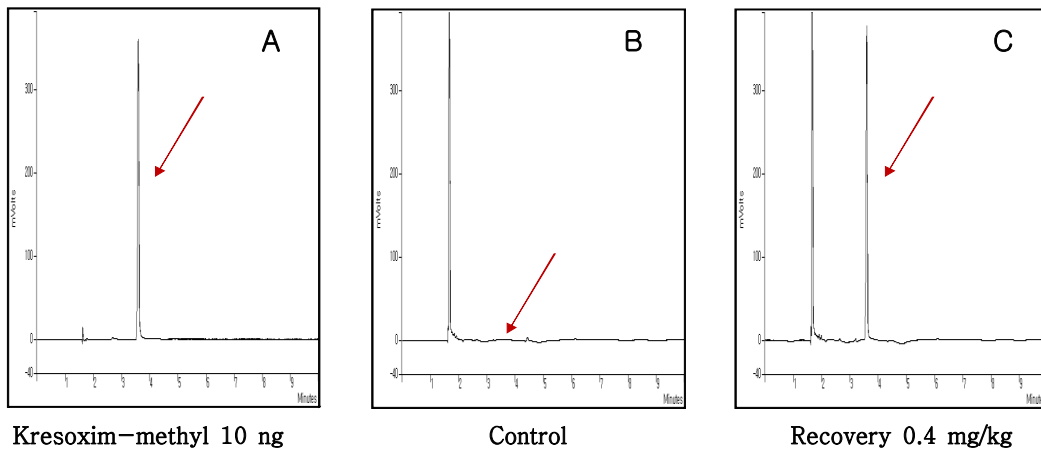 A
300
200
100
0
-40
mVolts
1 2 3 4 5 6 7 8 9
Minutes
Kresoxim-methyl 10 ng
B
300
200
100
0
-40
mVolts
1 2 3 4 5 6 7 8 9
Minutes
Control
C
300
200
100
0
-40
mVolts
1 2 3 4 5 6 7 8 9
Minutes
Recovery 0.4 mg/kg